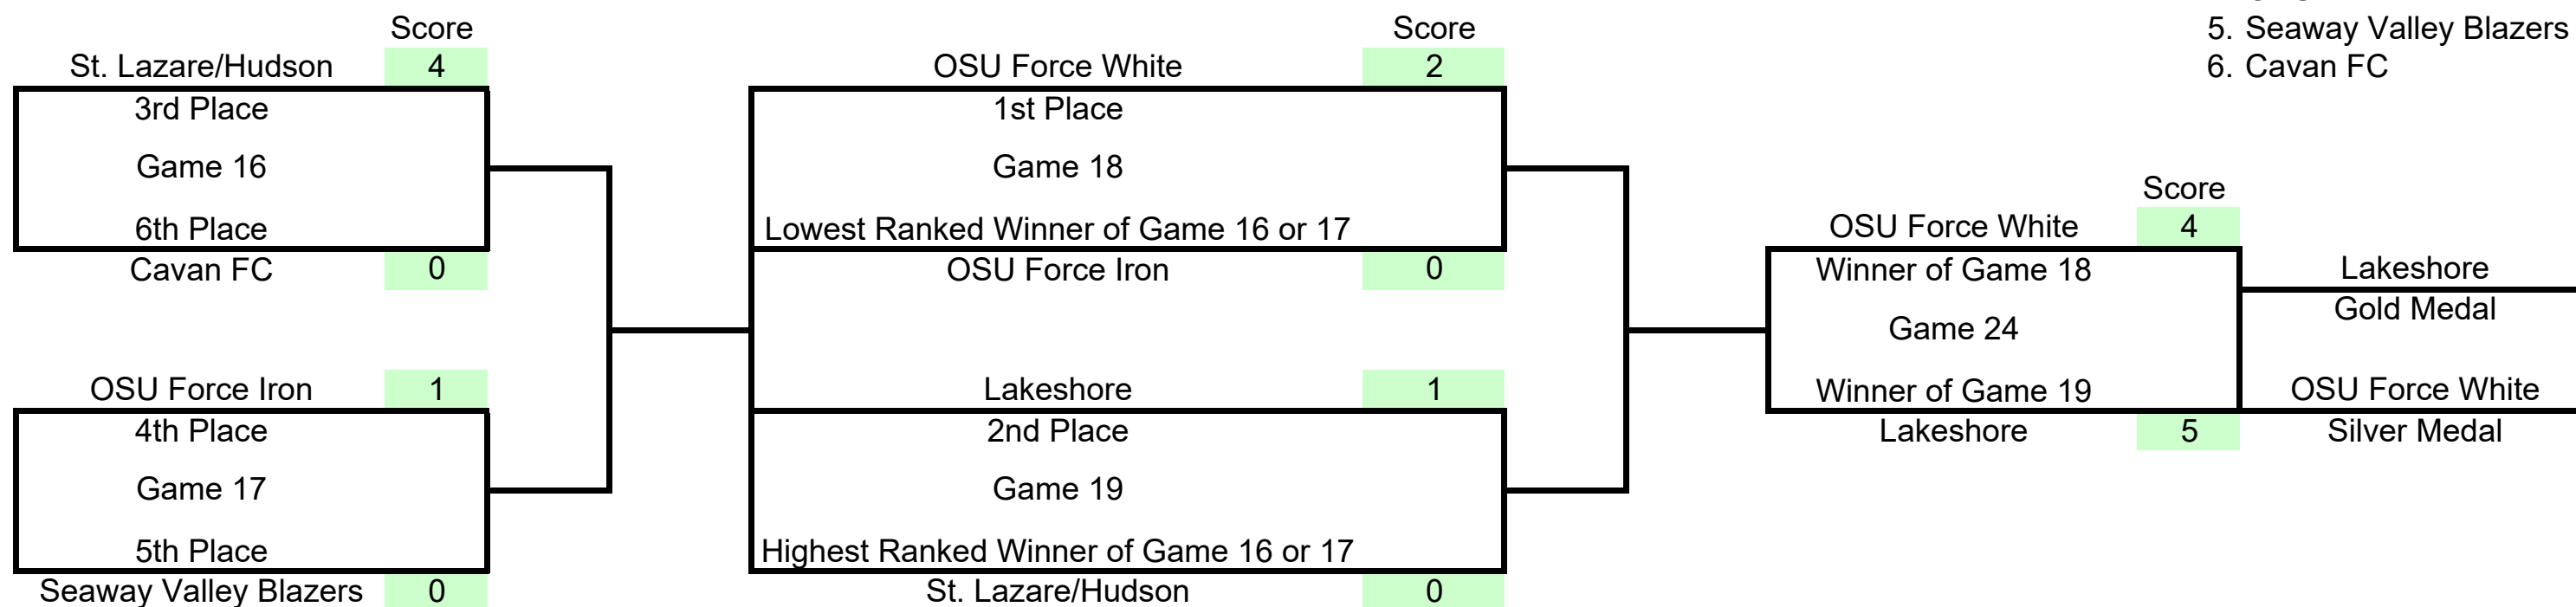 Score
St. Lazare/Hudson 4
3rd Place
Game 16
6th Place
Cavan FC 0
OSU Force Iron 1
4th Place
Game 17
5th Place
Seaway Valley Blazers 0
Score
OSU Force White 2
1st Place
Game 18
Lowest Ranked Winner of Game 16 or 17
OSU Force Iron 0
Lakeshore 1
2nd Place
Game 19
Highest Ranked Winner of Game 16 or 17
St. Lazare/Hudson 0
Score
OSU Force White 4
Winner of Game 18
Game 24
Winner of Game 19
Lakeshore 5
5. Seaway Valley Blazers
6. Cavan FC
Lakeshore
Gold Medal
OSU Force White
Silver Medal